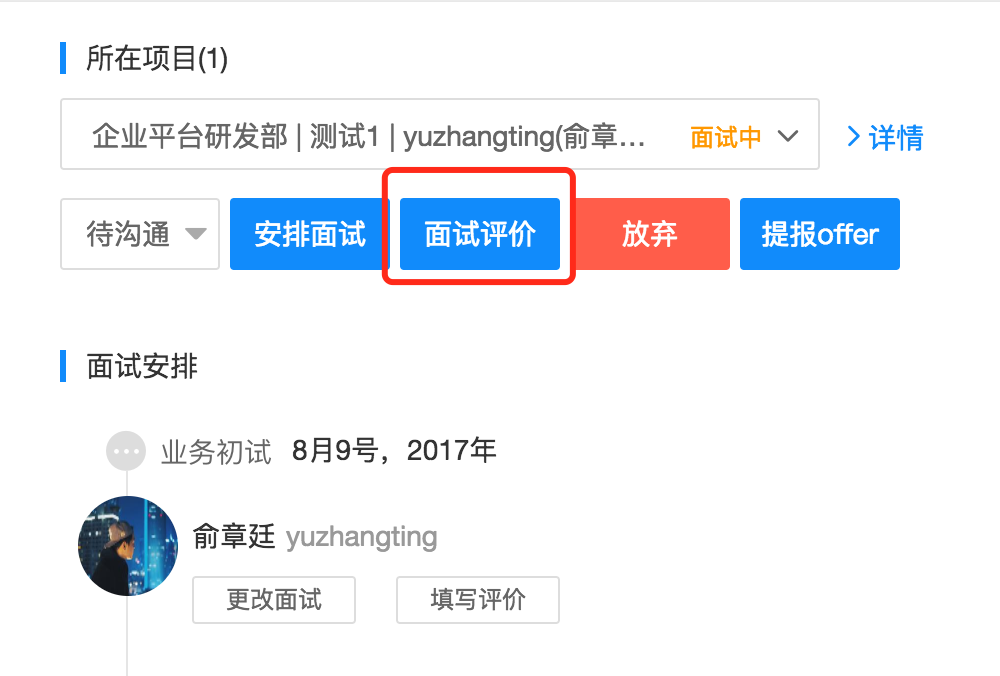 所在项目(1)
企业平台研发部 | 测试1 | yuzhangting(俞章... 面试中 详情
待沟通 安排面试 面试评价 放弃 提报offer
面试安排
业务初试 8月9号，2017年
俞章廷 yuzhangting
更改面试 填写评价